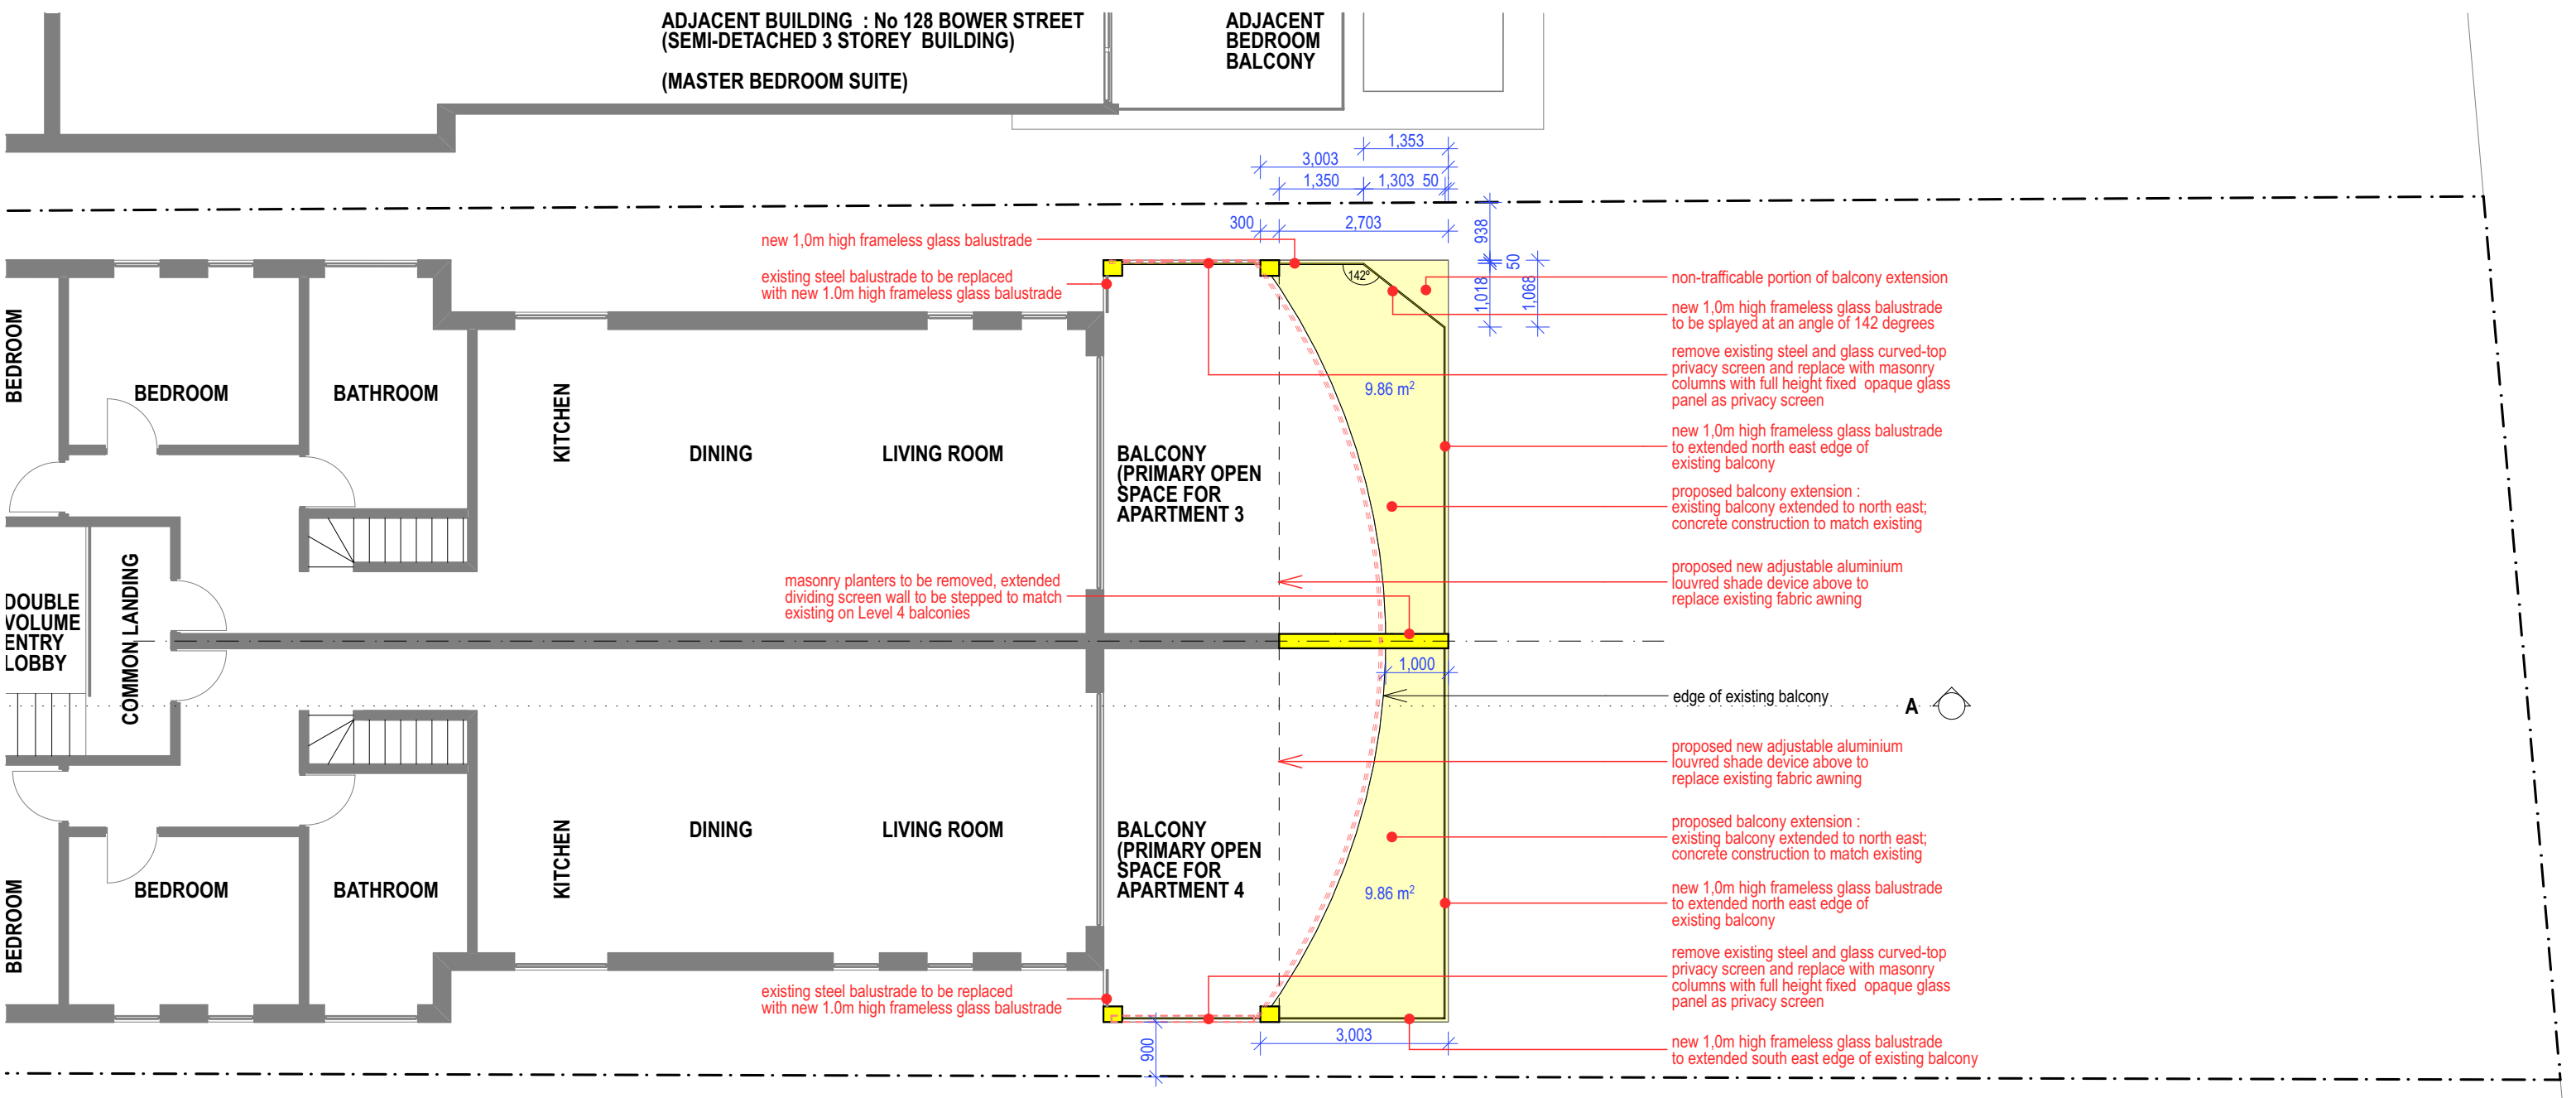 ADJACENT BUILDING : No 128 BOWER STREET
(SEMI-DETACHED 3 STOREY BUILDING)
(MASTER BEDROOM SUITE)
ADJACENT
BEDROOM
BALCONY
1,353
3,003
1,350
1,303 50
300
2,703
938
50
1,018
1,068
142°
new 1,0m high frameless glass balustrade
existing steel balustrade to be replaced
with new 1.0m high frameless glass balustrade
non-trafficable portion of balcony extension
new 1,0m high frameless glass balustrade
to be splayed at an angle of 142 degrees
remove existing steel and glass curved-top
privacy screen and replace with masonry
columns with full height fixed opaque glass
panel as privacy screen
new 1,0m high frameless glass balustrade
to extended north east edge of
existing balcony
proposed balcony extension :
existing balcony extended to north east;
concrete construction to match existing
proposed new adjustable aluminium
louvred shade device above to
replace existing fabric awning
BEDROOM
BEDROOM
BATHROOM
KITCHEN
DINING
LIVING ROOM
BALCONY
(PRIMARY OPEN
SPACE FOR
APARTMENT 3
9.86 m²
masonry planters to be removed, extended
dividing screen wall to be stepped to match
existing on Level 4 balconies
DOUBLE
VOLUME
ENTRY
LOBBY
COMMON LANDING
1,000
edge of existing balcony
A
proposed new adjustable aluminium
louvred shade device above to
replace existing fabric awning
proposed balcony extension :
existing balcony extended to north east;
concrete construction to match existing
new 1,0m high frameless glass balustrade
to extended north east edge of
existing balcony
remove existing steel and glass curved-top
privacy screen and replace with masonry
columns with full height fixed opaque glass
panel as privacy screen
new 1,0m high frameless glass balustrade
to extended south east edge of existing balcony
BEDROOM
BEDROOM
BATHROOM
KITCHEN
DINING
LIVING ROOM
BALCONY
(PRIMARY OPEN
SPACE FOR
APARTMENT 4
9.86 m²
existing steel balustrade to be replaced
with new 1.0m high frameless glass balustrade
3,003
900